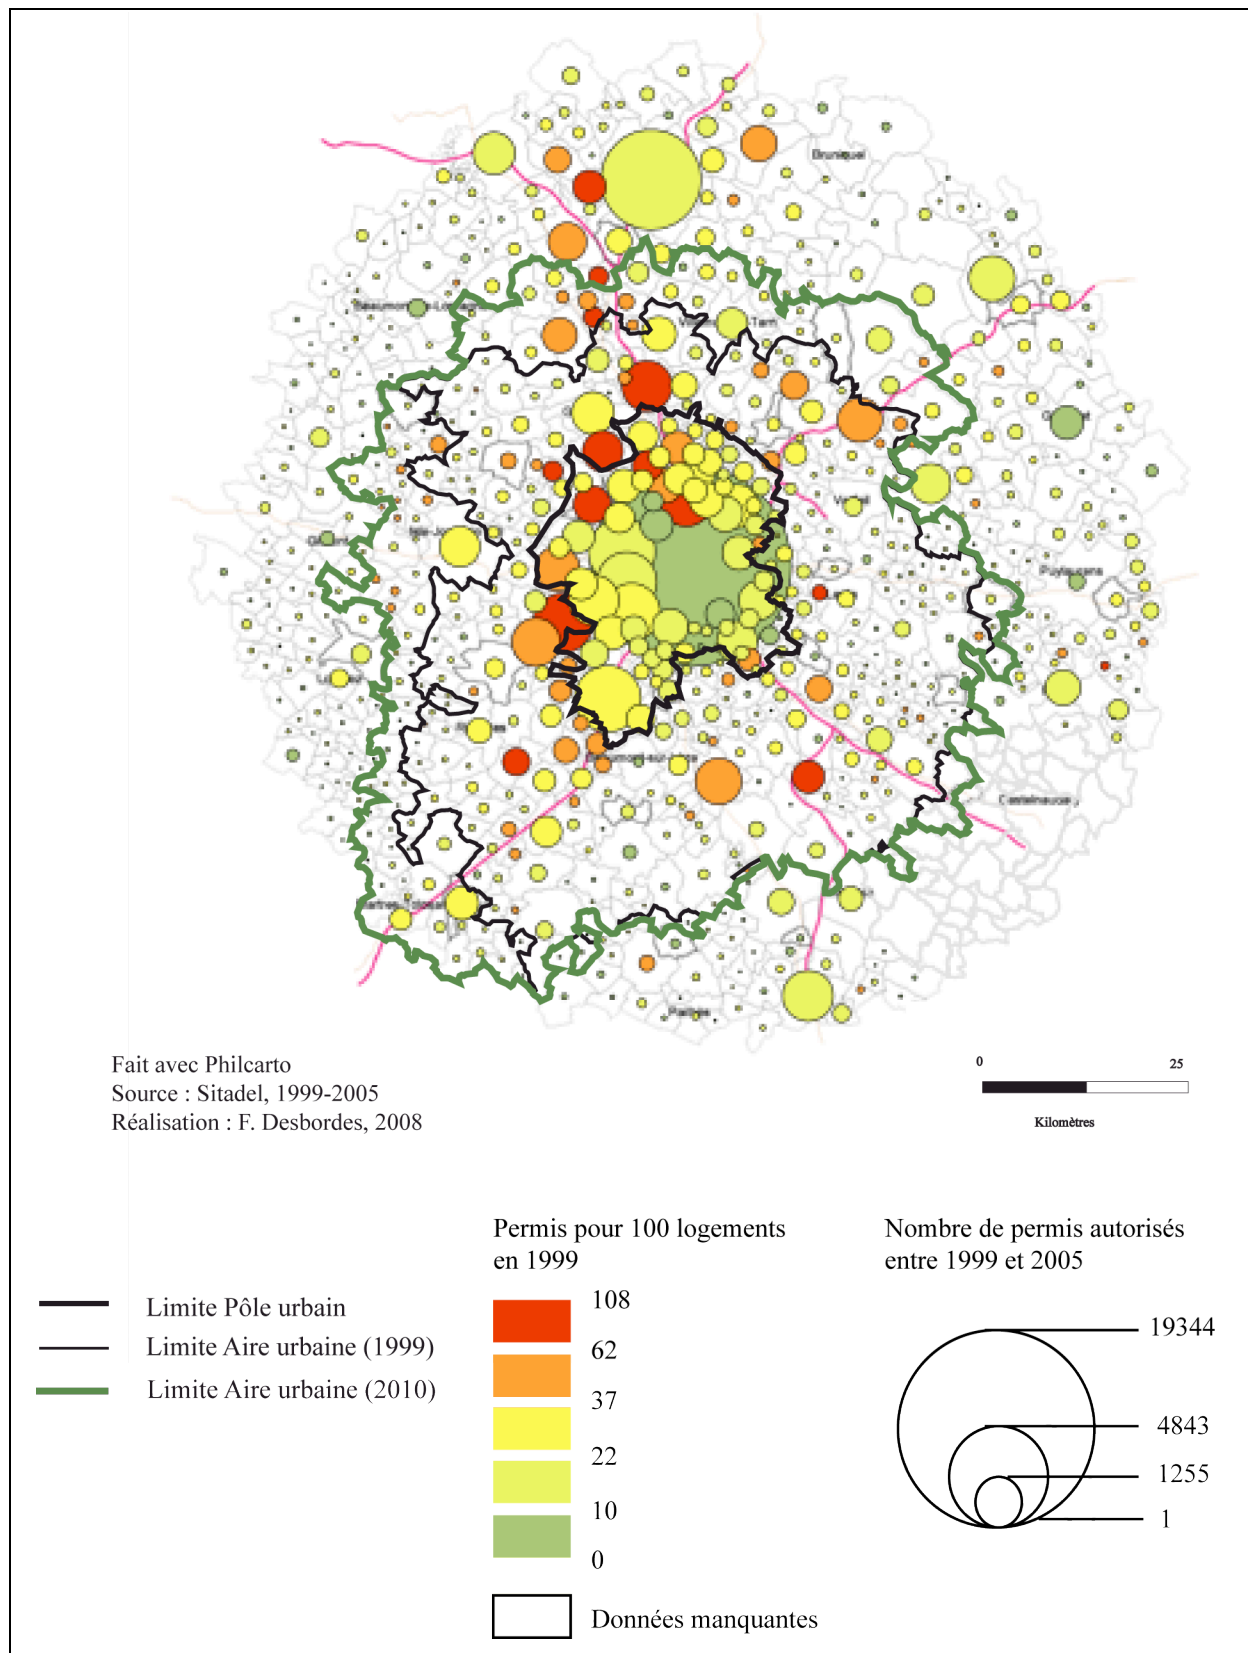 Bruniquel
Puylaurens
Fait avec Philcarto
Source : Sitadel, 1999-2005
Réalisation : F. Desbordes, 2008
0 25
Kilomètres
Permis pour 100 logements
en 1999
108
62
37
22
10
0
Données manquantes
Nombre de permis autorisés
entre 1999 et 2005
19344
4843
1255
1
Limite Pôle urbain
Limite Aire urbaine (1999)
Limite Aire urbaine (2010)